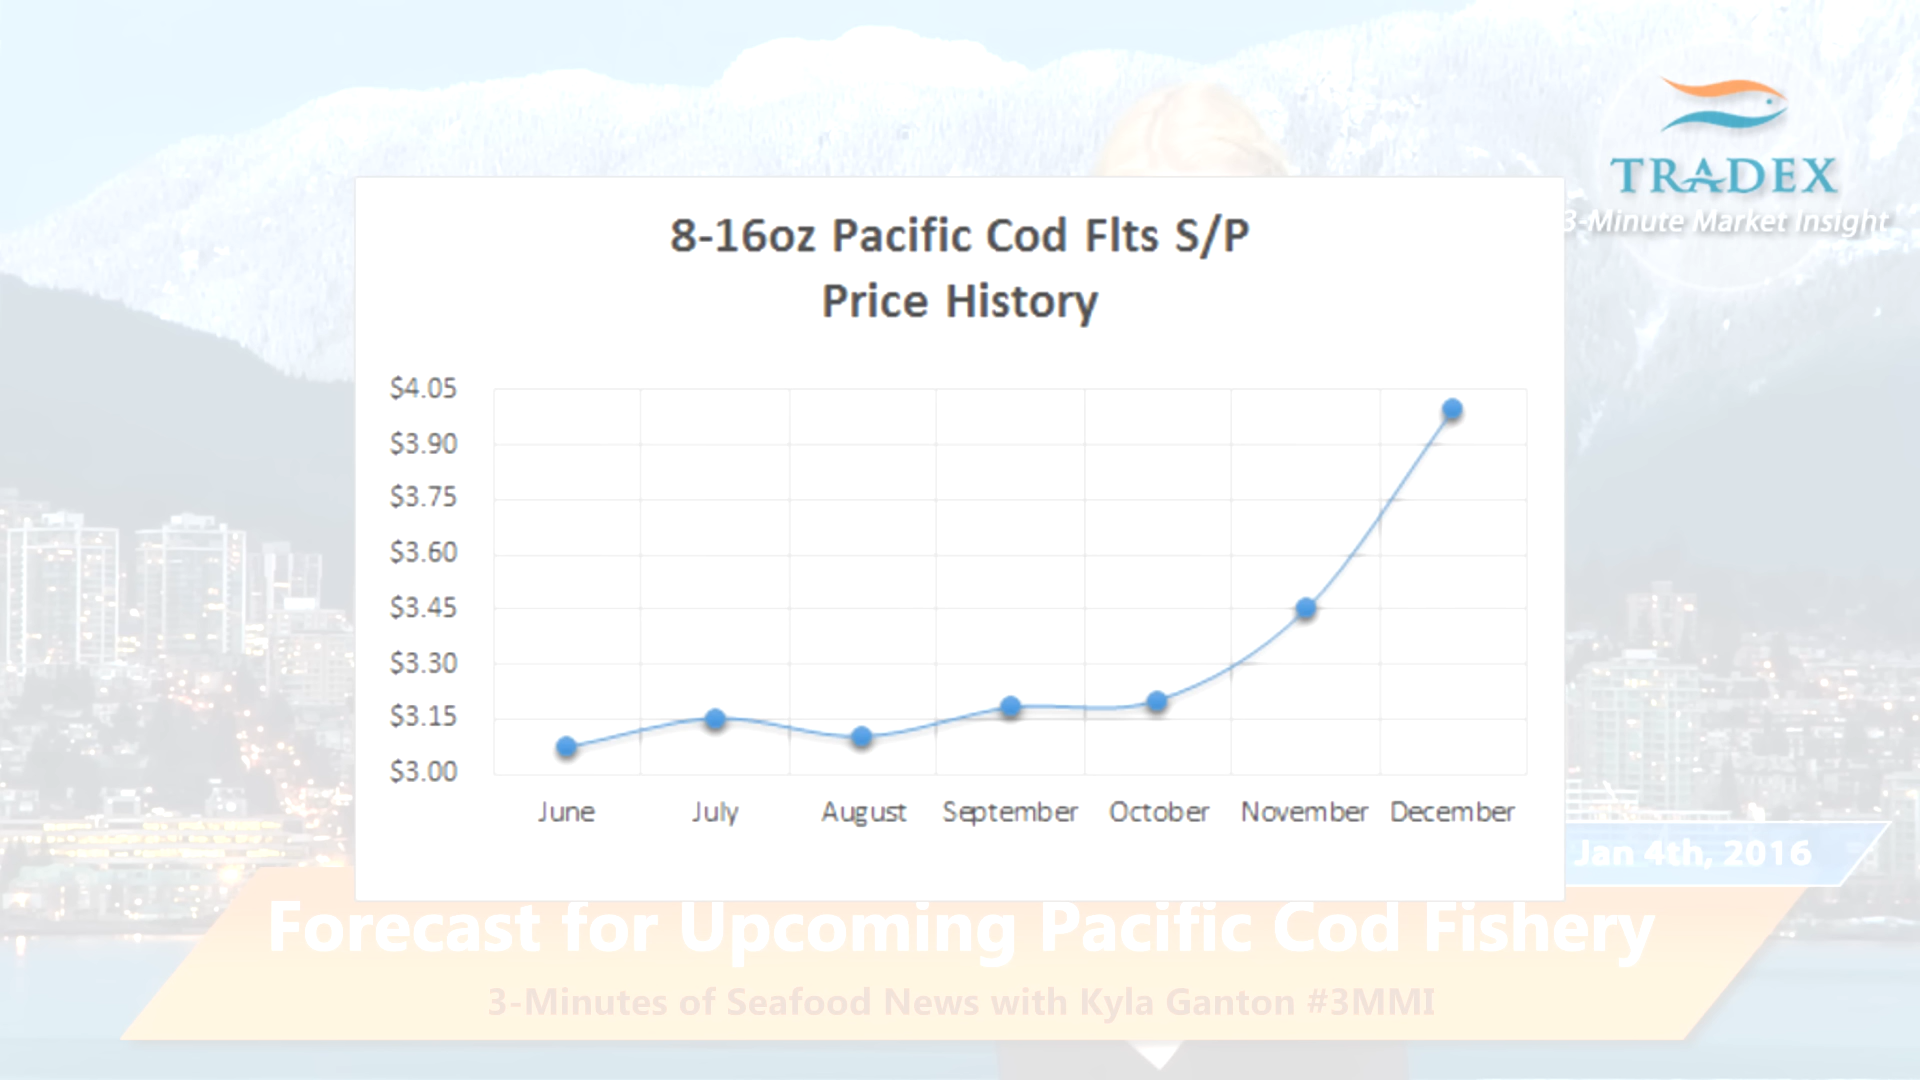 TRADEX
3-Minute Market Insight
8-16oz Pacific Cod Flts S/P
Price History
$4.05
$3.90
$3.75
$3.60
$3.45
$3.30
$3.15
$3.00
June July August September October November December
Jan 4th, 2016
Forecast for Upcoming Pacific Cod Fishery
3-Minutes of Seafood News with Kyla Ganton #3MMI